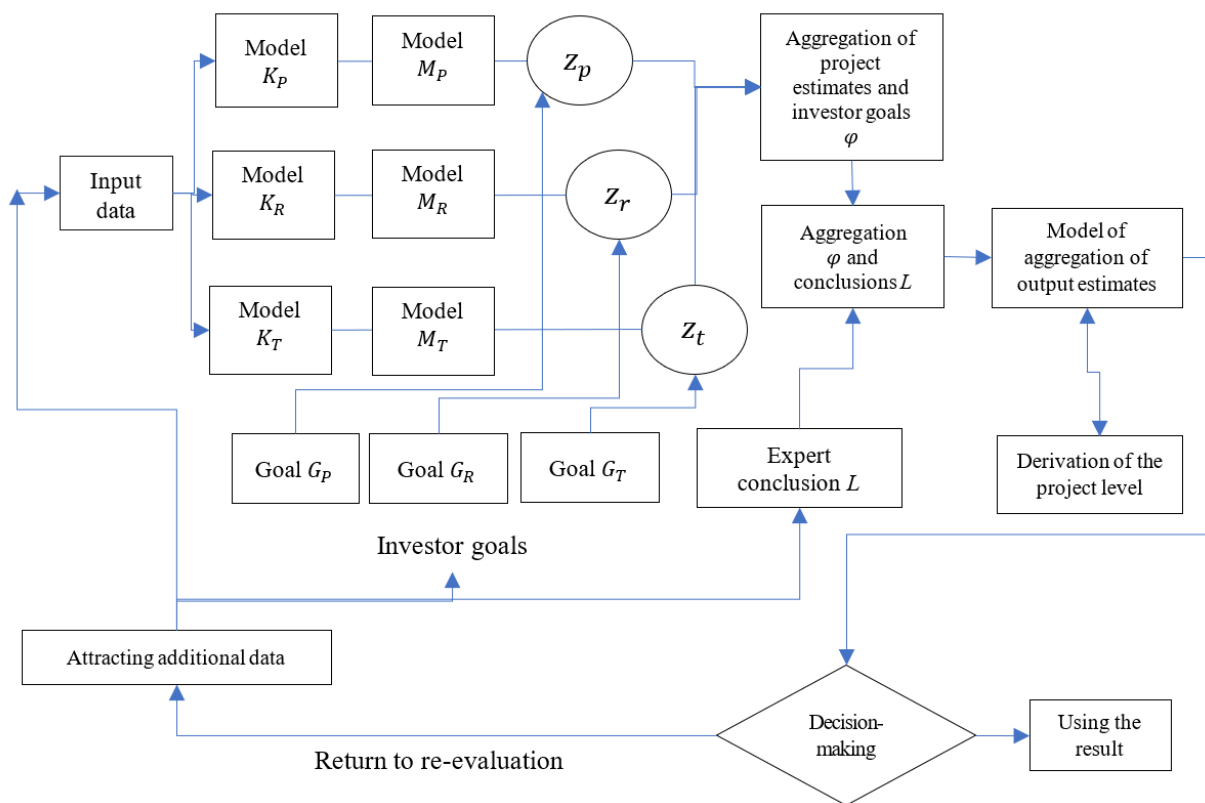 Model
K_P
Model
M_P
z_p
Aggregation of
project
estimates and
investor goals
φ
Input
data
Model
K_R
Model
M_R
z_r
Aggregation
φ and
conclusions L
Model of
aggregation of
output estimates
Model
K_T
Model
M_T
z_t
Goal G_P
Goal G_R
Goal G_T
Expert
conclusion L
Derivation of the
project level
Investor goals
Attracting additional data
Decision-
making
Using the
result
Return to re-evaluation